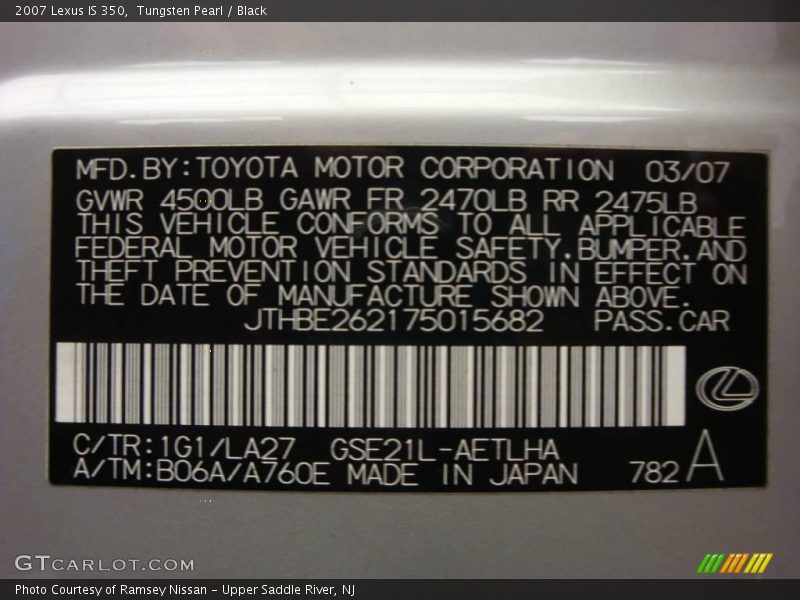 2007 Lexus IS 350,  Tungsten Pearl / Black
MFD.BY:TOYOTA MOTOR CORPORATION 03/07
GVWR 4500LB GAWR FR 2470LB RR 2475LB
THIS VEHICLE CONFORMS TO ALL APPLICABLE
FEDERAL MOTOR VEHICLE SAFETY.BUMPER.AND
THEFT PREVENTION STANDARDS IN EFFECT ON
THE DATE OF MANUFACTURE SHOWN ABOVE.
JTHBE262175015682 PASS.CAR
C/TR:1G1/LA27 GSE21L-AETLHA
A/TM:B06A/A760E MADE IN JAPAN 782 A
GTCARLOT.COM
Photo Courtesy of Ramsey Nissan – Upper Saddle River, NJ